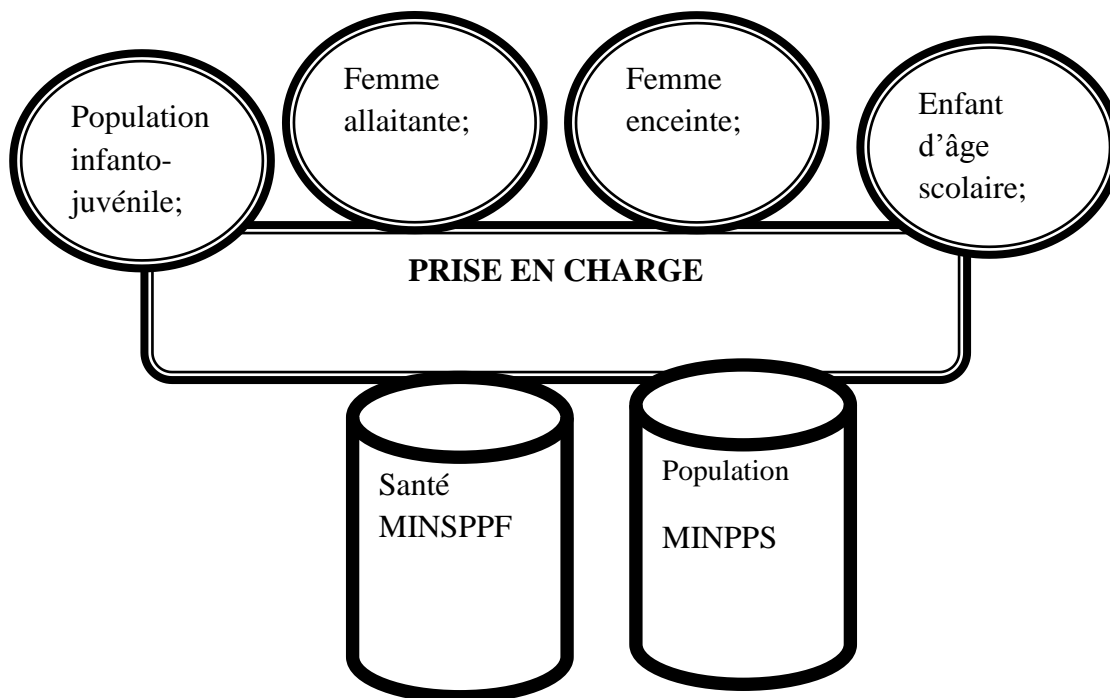 Population
infanto-
juvénile;
Femme
allaitante;
Femme
enceinte;
Enfant
d’âge
scolaire;
PRISE EN CHARGE
Santé
MINSPPF
Population
MINPPS